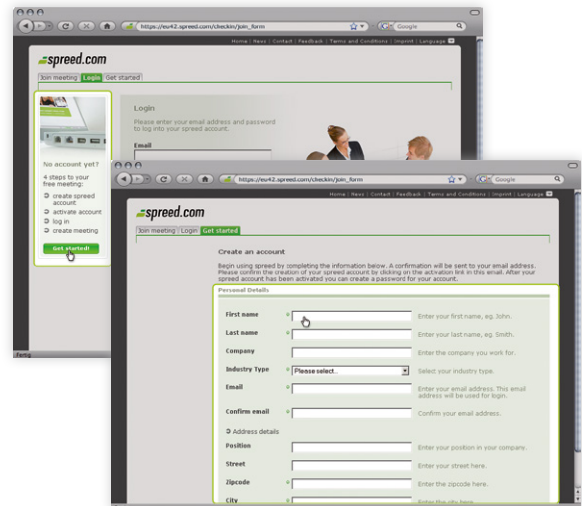 https://eu42.spreed.com/checkin/join_form
Google
Home | News | Contact | Feedback | Terms and Conditions | Imprint | Language
spreed.com
Join meeting Login Get started
Login
Please enter your email address and password
to log into your spreed account.
Email
No account yet?
4 steps to your
free meeting:
create spreed
account
activate account
log in
create meeting
Get started!
Fertig
https://eu42.spreed.com/checkin/join_form
Google
Home | News | Contact | Feedback | Terms and Conditions | Imprint | Language
spreed.com
Join meeting Login Get started
Create an account
Begin using spreed by completing the information below. A confirmation will be sent to your email address.
Please confirm the creation of your spreed account by clicking on the activation link in this email. After your
spreed account has been activated you can create a password for your account.
Personal Details
First name * Enter your first name, eg. John.
Last name * Enter your last name, eg. Smith.
Company Enter the company you work for.
Industry Type * Please select... Select your industry type.
Email * Enter your email address. This email
address will be used for login.
Confirm email * Confirm your email address.
Address details
Position Enter your position in your company.
Street Enter your street here.
Zipcode * Enter the zipcode here.
City * Enter the city here.